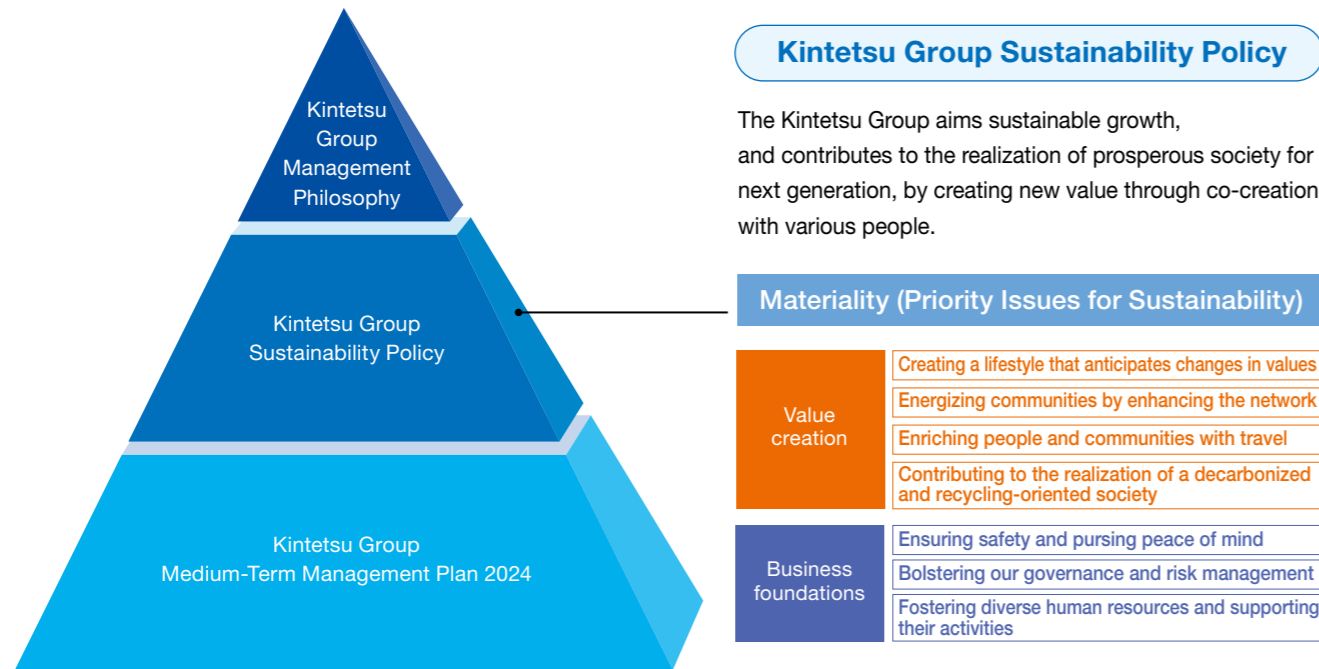 Kintetsu
Group
Management
Philosophy
Kintetsu Group
Sustainability Policy
Kintetsu Group
Medium-Term Management Plan 2024
Kintetsu Group Sustainability Policy
The Kintetsu Group aims sustainable growth,
and contributes to the realization of prosperous society for
next generation, by creating new value through co-creation
with various people.
Materiality (Priority Issues for Sustainability)
Value
creation
Creating a lifestyle that anticipates changes in values
Energizing communities by enhancing the network
Enriching people and communities with travel
Contributing to the realization of a decarbonized
and recycling-oriented society
Business
foundations
Ensuring safety and pursing peace of mind
Bolstering our governance and risk management
Fostering diverse human resources and supporting
their activities